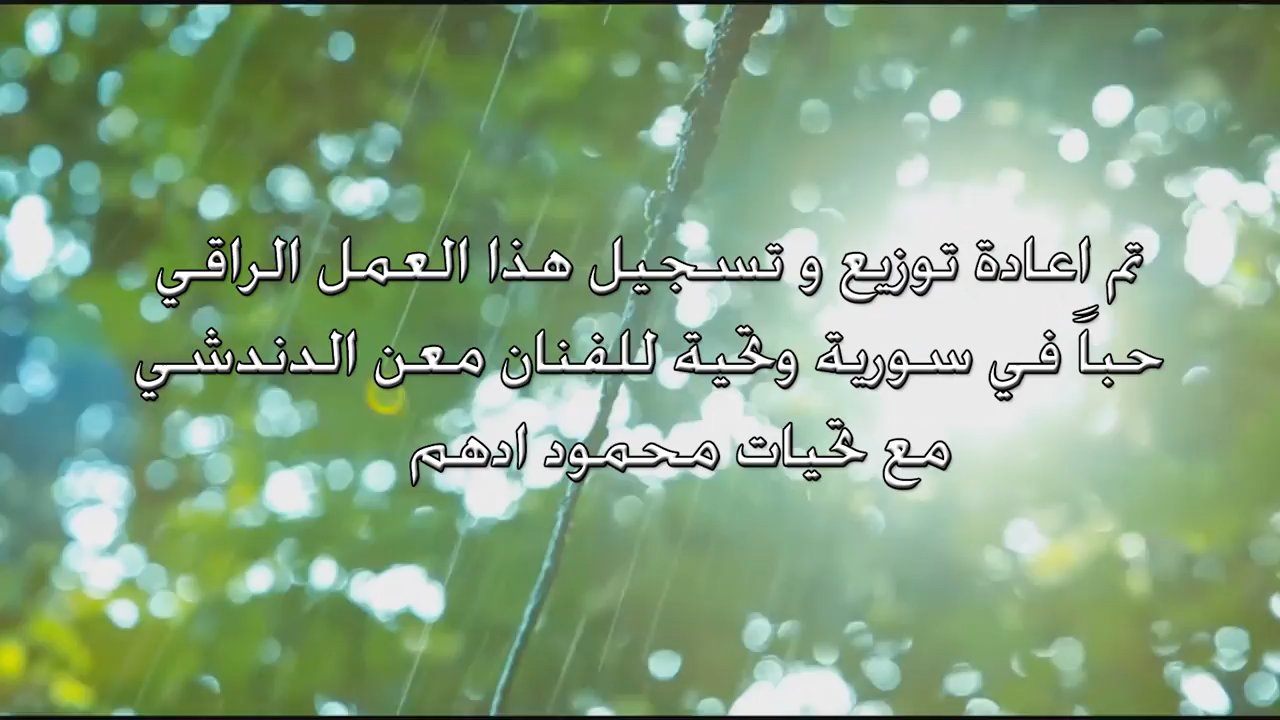 تم اعادة توزيع و تسجيل هذا العمل الراقي
حباً في سورية وتحية للفنان معن الدندشي
مع تحيات محمود ادهم